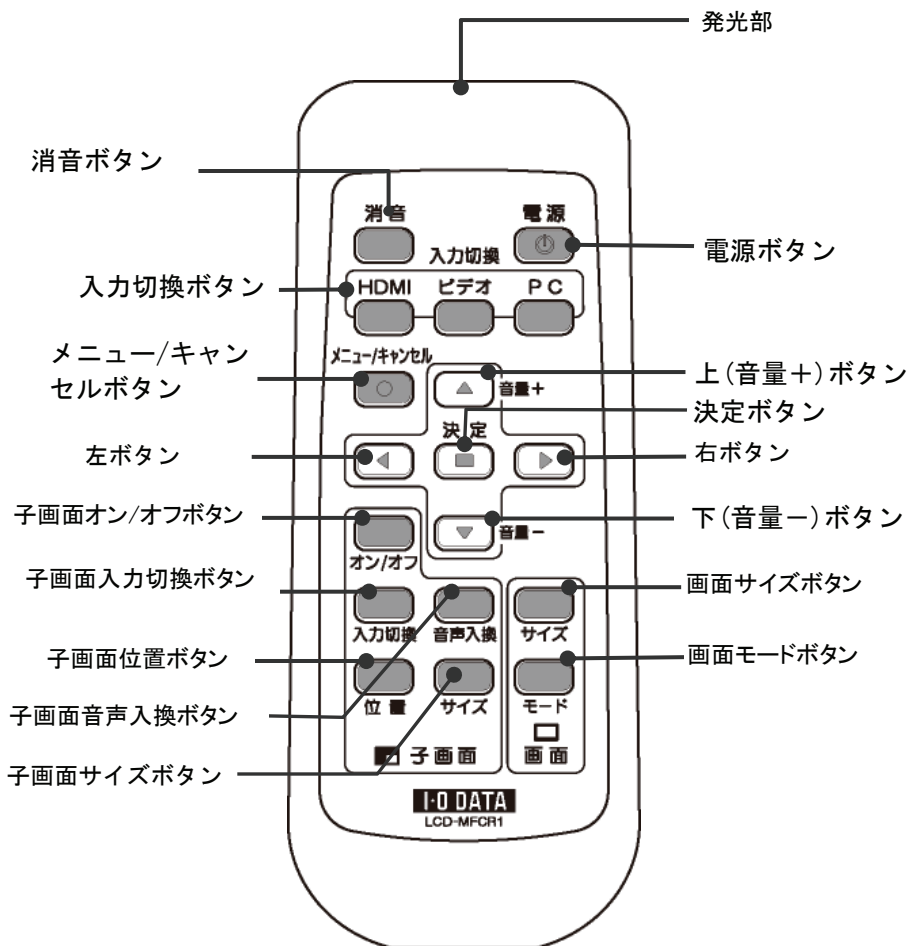 発光部
消音ボタン
消音
電源
電源ボタン
入力切換
入力切換ボタン
HDMI ビデオ PC
メニュー/キャン
セルボタン
メニュー/キャンセル
音量＋
上(音量＋)ボタン
決定ボタン
決定
左ボタン
右ボタン
子画面オン/オフボタン
下(音量－)ボタン
音量－
オン/オフ
子画面入力切換ボタン
画面サイズボタン
入力切換 音声入換 サイズ
子画面位置ボタン
画面モードボタン
位置 サイズ モード
子画面音声入換ボタン
子画面 画面
子画面サイズボタン
I・O DATA
LCD-MFCR1